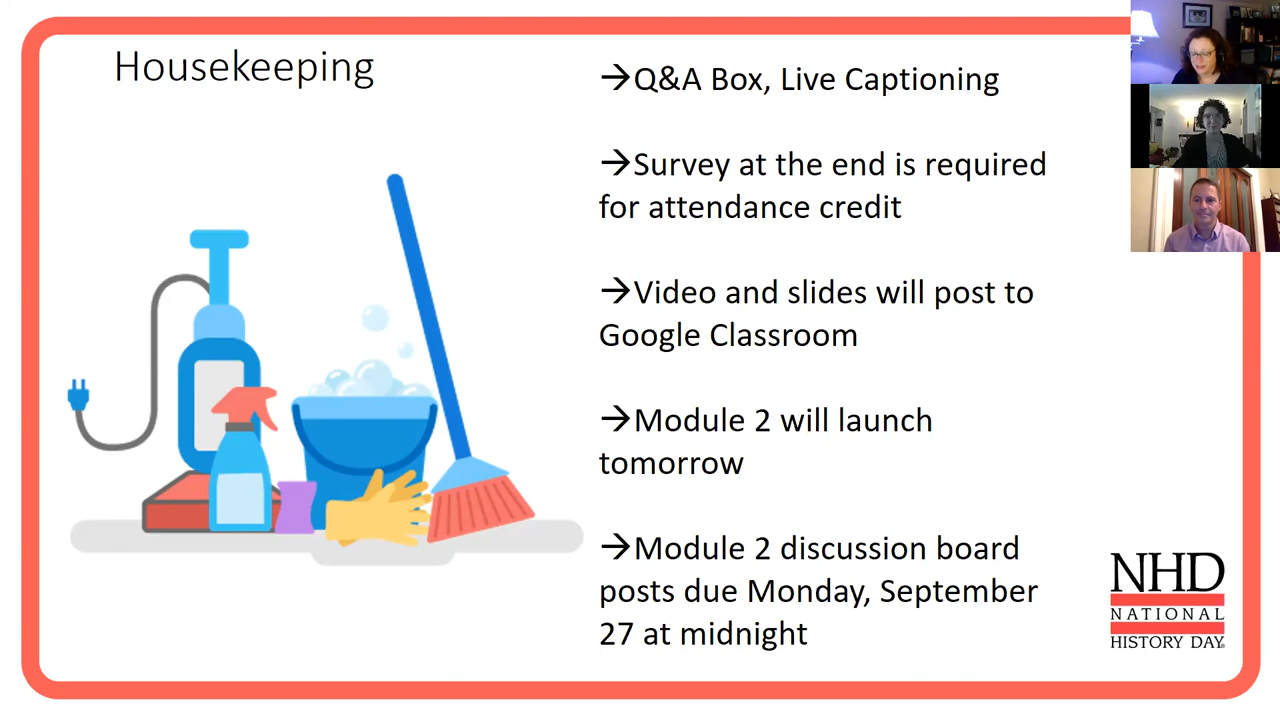 Housekeeping
→Q&A Box, Live Captioning
→Survey at the end is required
for attendance credit
→Video and slides will post to
Google Classroom
→Module 2 will launch
tomorrow
→Module 2 discussion board
posts due Monday, September
27 at midnight
NHD
NATIONAL
HISTORY DAY®